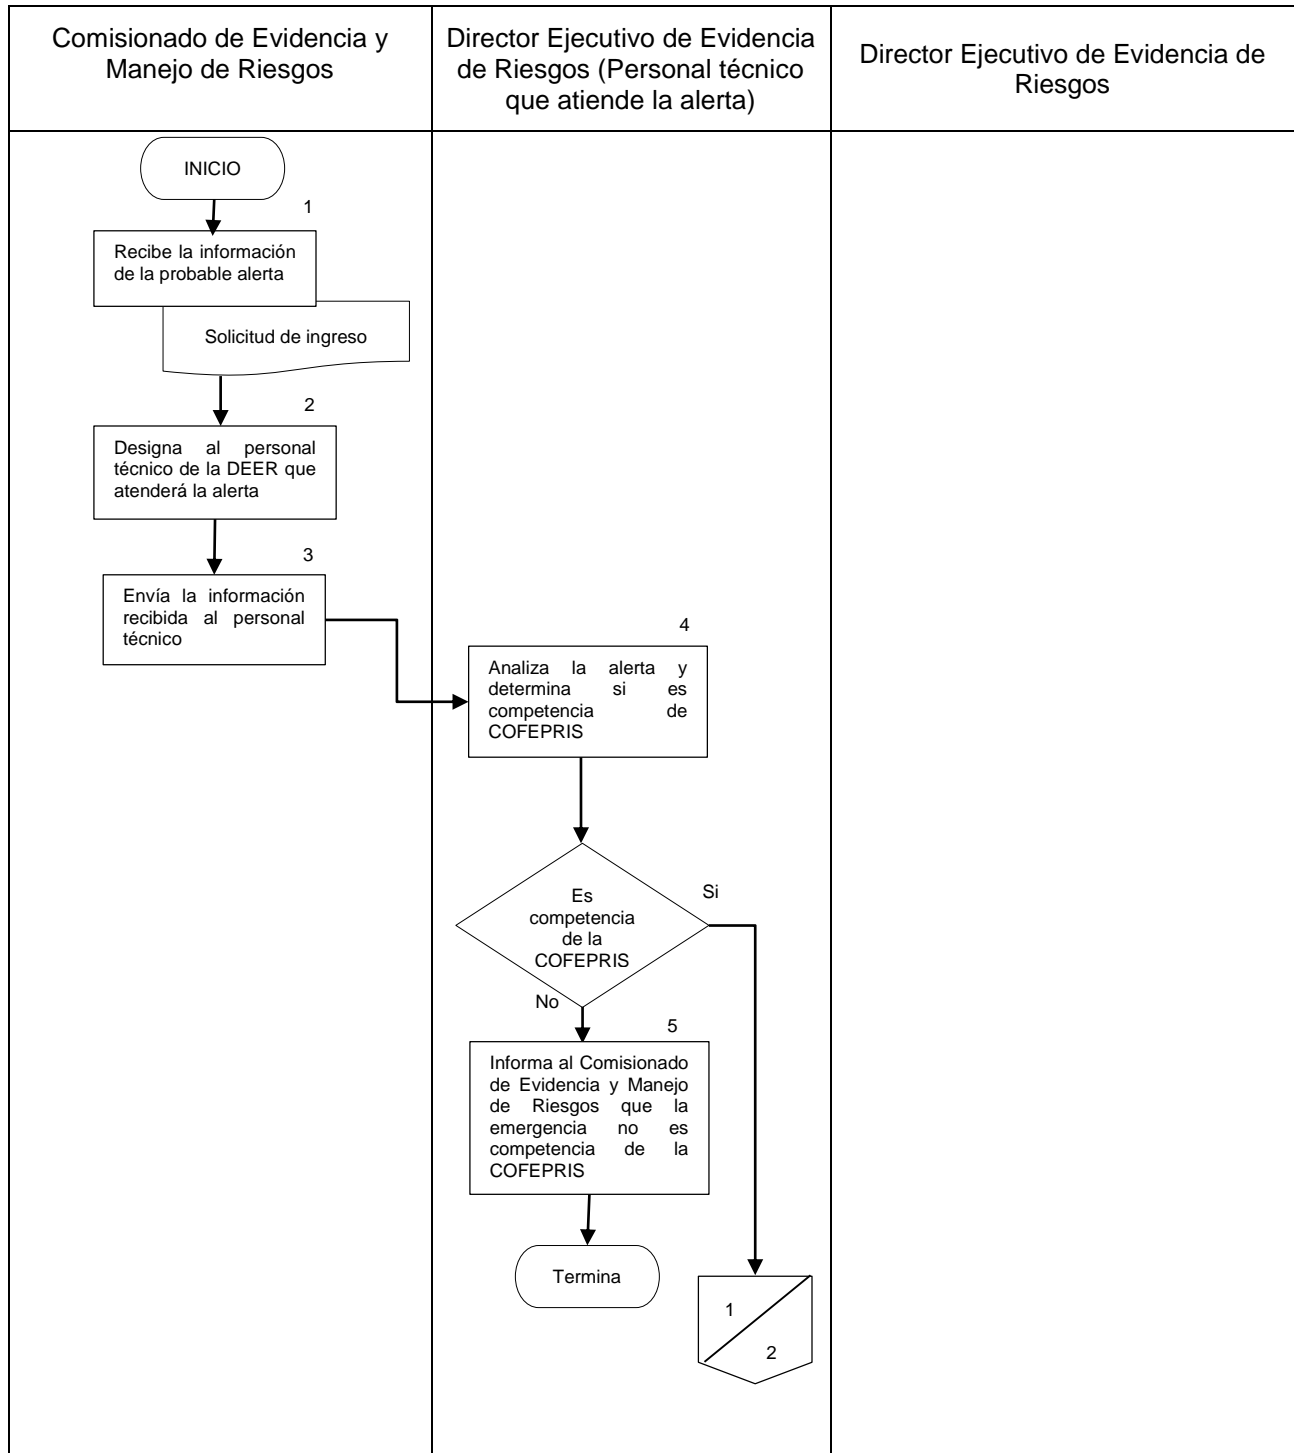 Comisionado de Evidencia y
Manejo de Riesgos
Director Ejecutivo de Evidencia
de Riesgos (Personal técnico
que atiende la alerta)
Director Ejecutivo de Evidencia de
Riesgos
INICIO
1
Recibe la información
de la probable alerta
Solicitud de ingreso
2
Designa al personal
técnico de la DEER que
atenderá la alerta
3
Envía la información
recibida al personal
técnico
4
Analiza la alerta y
determina si es
competencia de
COFEPRIS
Es
competencia
de la
COFEPRIS
Si
No
5
Informa al Comisionado
de Evidencia y Manejo
de Riesgos que la
emergencia no es
competencia de la
COFEPRIS
Termina
1
2